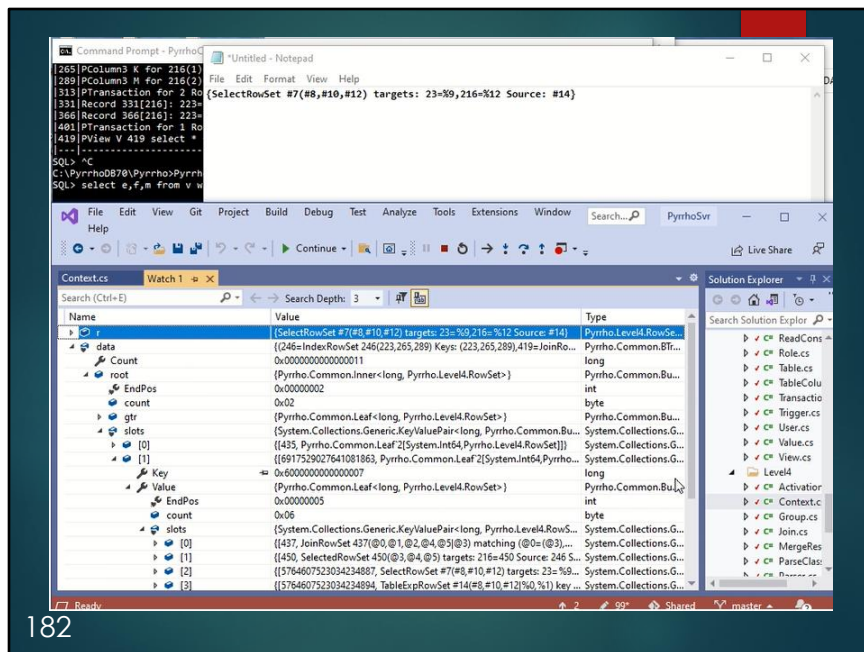 Command Prompt - PyrrhoC
|265|PColumn3 K for 216(1)
|289|PColumn3 M for 216(2)
|313|PTransaction for 2 Ro
|331|Record 331[216]: 223=
|366|Record 366[216]: 223=
|401|PTransaction for 1 Ro
|419|PView V 419 select *
|---|
SQL> ^C
C:\PyrrhoDB70\Pyrrho>Pyrrh
SQL> select e,f,m from v w
*Untitled - Notepad
File Edit Format View Help
{SelectRowSet #7(#8,#10,#12) targets: 23=%9,216=%12 Source: #14}
File Edit View Git Project Build Debug Test Analyze Tools Extensions Window Search... PyrrhoSvr
Help
Continue
Live Share
Context.cs Watch 1
Search (Ctrl+E) Search Depth: 3
Name Value Type
r {SelectRowSet #7(#8,#10,#12) targets: 23=%9,216=%12 Source: #14} Pyrrho.Level4.RowSe...
data {(246=IndexRowSet 246(223,265,289) Keys: (223,265,289),419=JoinRo... Pyrrho.Common.BTr...
Count 0x0000000000000011 long
root {Pyrrho.Common.Inner<long, Pyrrho.Level4.RowSet>} Pyrrho.Common.Bu...
EndPos 0x00000002 int
count 0x02 byte
gtr {Pyrrho.Common.Leaf<long, Pyrrho.Level4.RowSet>} Pyrrho.Common.Bu...
slots {System.Collections.Generic.KeyValuePair<long, Pyrrho.Common.Bu... System.Collections.G...
[0] {[435, Pyrrho.Common.Leaf`2[System.Int64,Pyrrho.Level4.RowSet]]} System.Collections.G...
[1] {[6917529027641081863, Pyrrho.Common.Leaf`2[System.Int64,Pyrrho... System.Collections.G...
Key 0x6000000000000007 long
Value {Pyrrho.Common.Leaf<long, Pyrrho.Level4.RowSet>} Pyrrho.Common.Bu...
EndPos 0x00000005 int
count 0x06 byte
slots {System.Collections.Generic.KeyValuePair<long, Pyrrho.Level4.RowS... System.Collections.G...
[0] {[437, JoinRowSet 437(@0,@1,@2,@4,@5|@3) matching (@0=(@3),... System.Collections.G...
[1] {[450, SelectedRowSet 450(@3,@4,@5) targets: 216=450 Source: 246 S... System.Collections.G...
[2] {[5764607523034234887, SelectRowSet #7(#8,#10,#12) targets: 23=%9... System.Collections.G...
[3] {[5764607523034234894, TableExpRowSet #14(#8,#10,#12|%0,%1) key ... System.Collections.G...
Solution Explorer
Search Solution Explor
C# ReadCons
C# Role.cs
C# Table.cs
C# TableColu
C# Transactio
C# Trigger.cs
C# User.cs
C# Value.cs
C# View.cs
Level4
C# Activation
C# Context.c
C# Group.cs
C# Join.cs
C# MergeRes
C# ParseClas
Ready 2 99+ Shared master
182